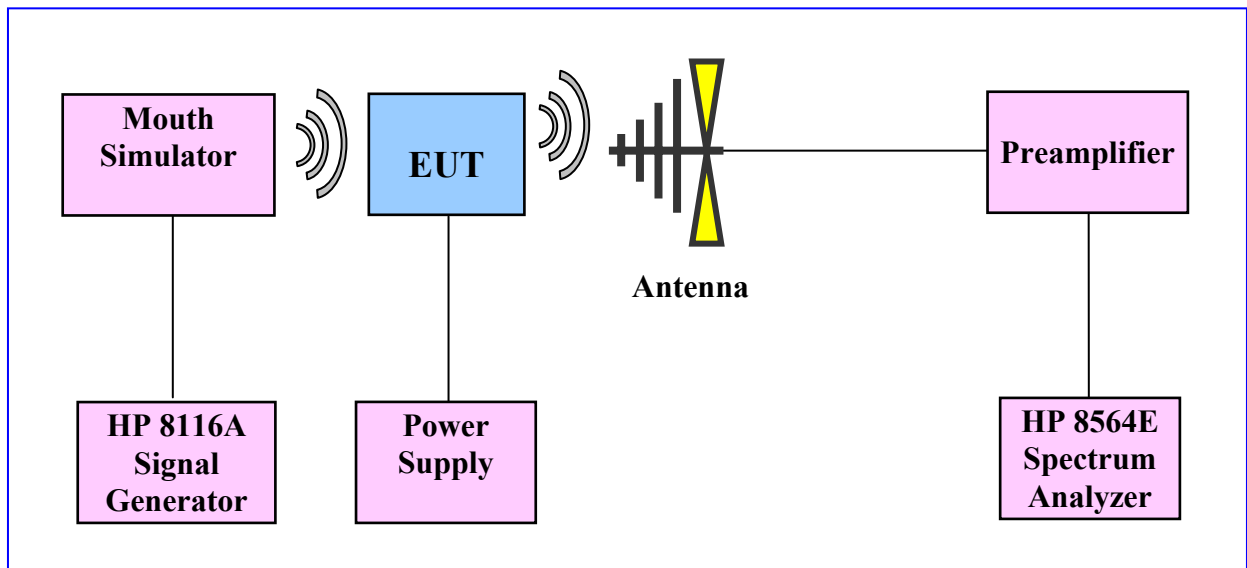 Mouth
Simulator
EUT
Preamplifier
Antenna
HP 8116A
Signal
Generator
Power
Supply
HP 8564E
Spectrum
Analyzer